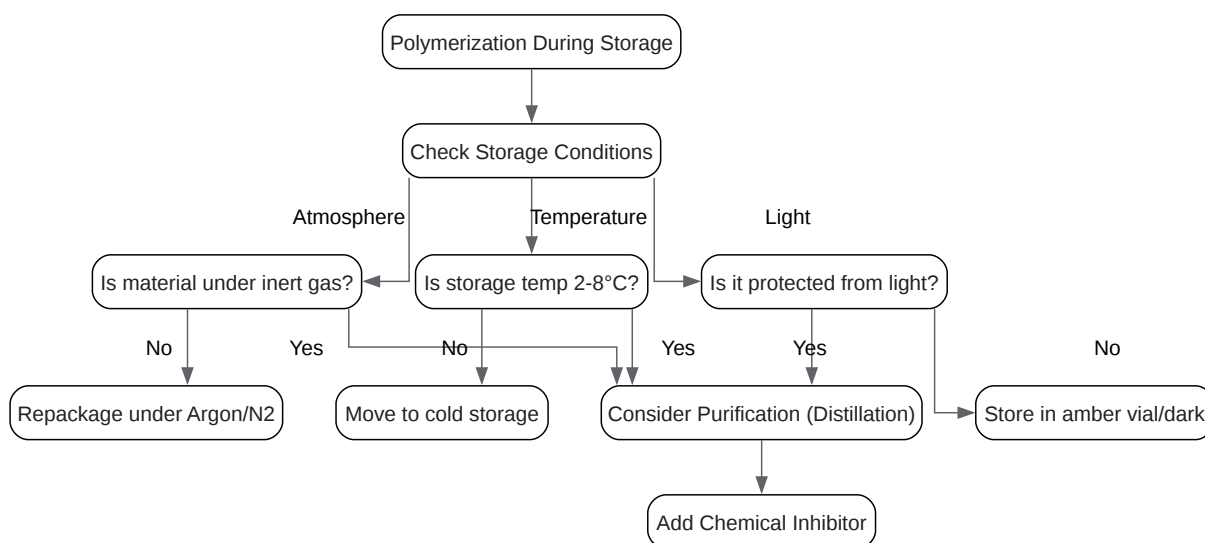 Polymerization During Storage
Check Storage Conditions
Atmosphere
Temperature
Light
Is material under inert gas?
Is storage temp 2-8°C?
Is it protected from light?
No
Yes
No
Yes
Yes
No
Repackage under Argon/N2
Move to cold storage
Consider Purification (Distillation)
Store in amber vial/dark
Add Chemical Inhibitor